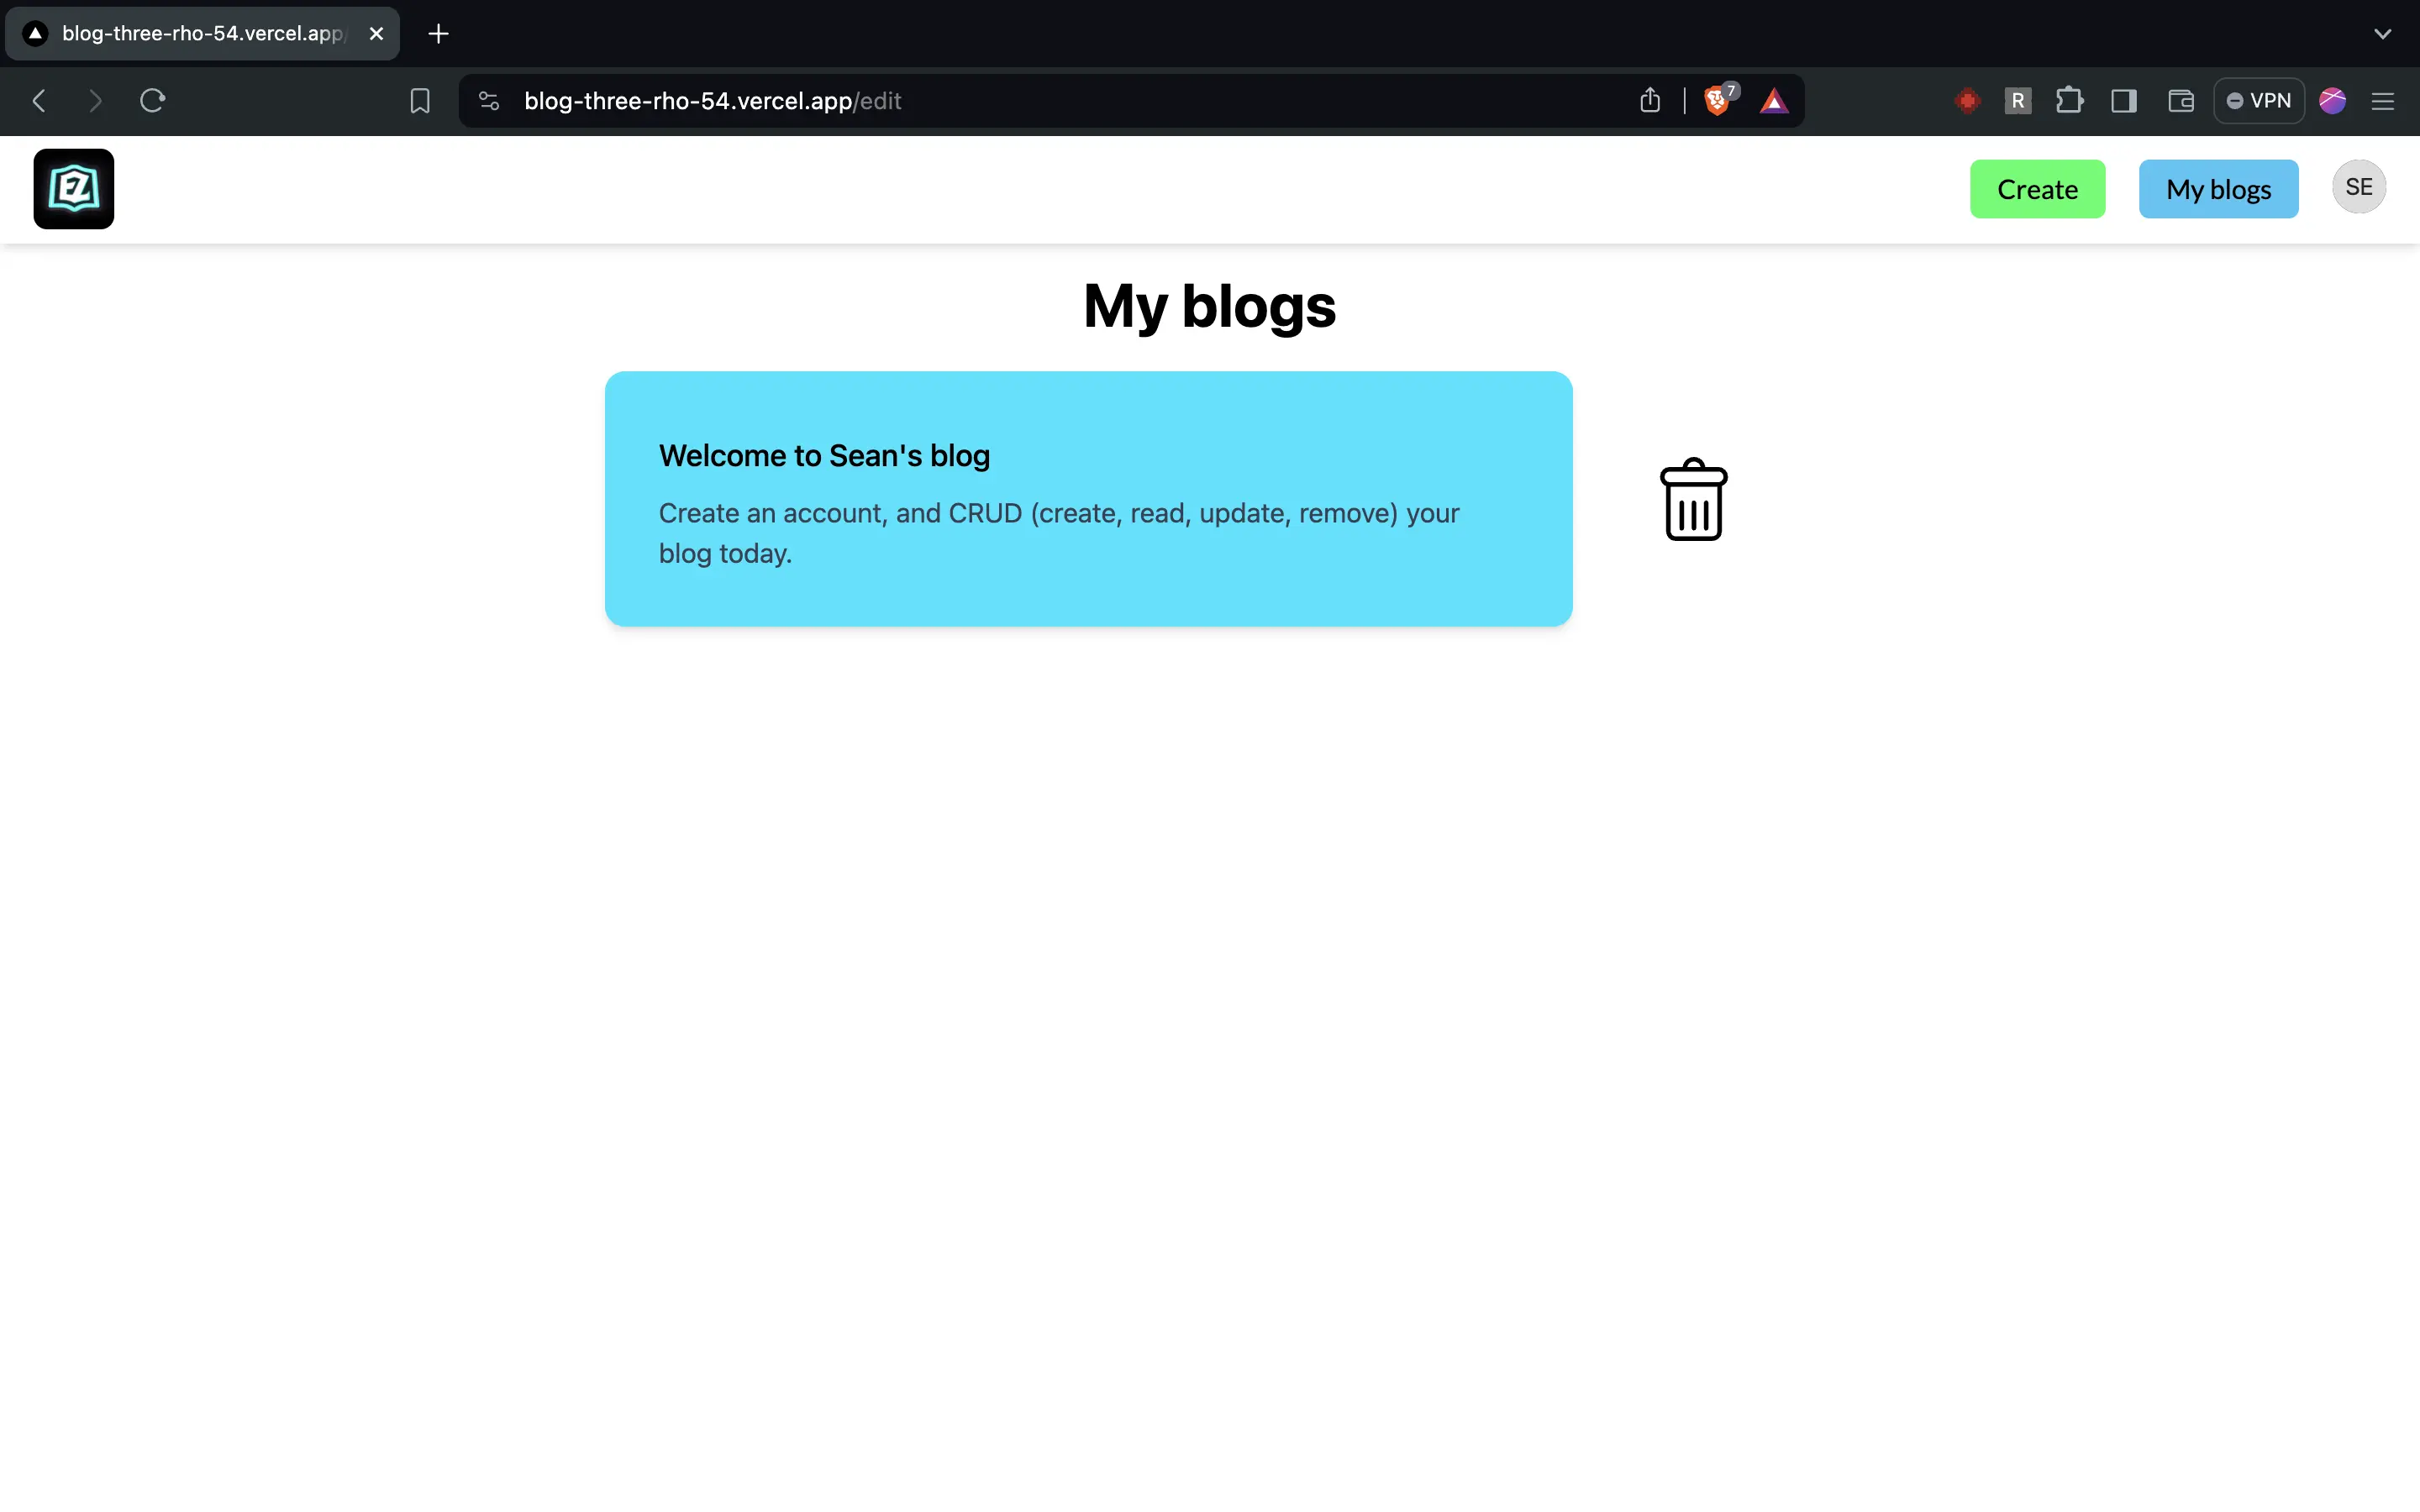 blog-three-rho-54.vercel.app/
blog-three-rho-54.vercel.app/edit
7
R
VPN
EZ
Create
My blogs
SE
My blogs
Welcome to Sean's blog
Create an account, and CRUD (create, read, update, remove) your
blog today.